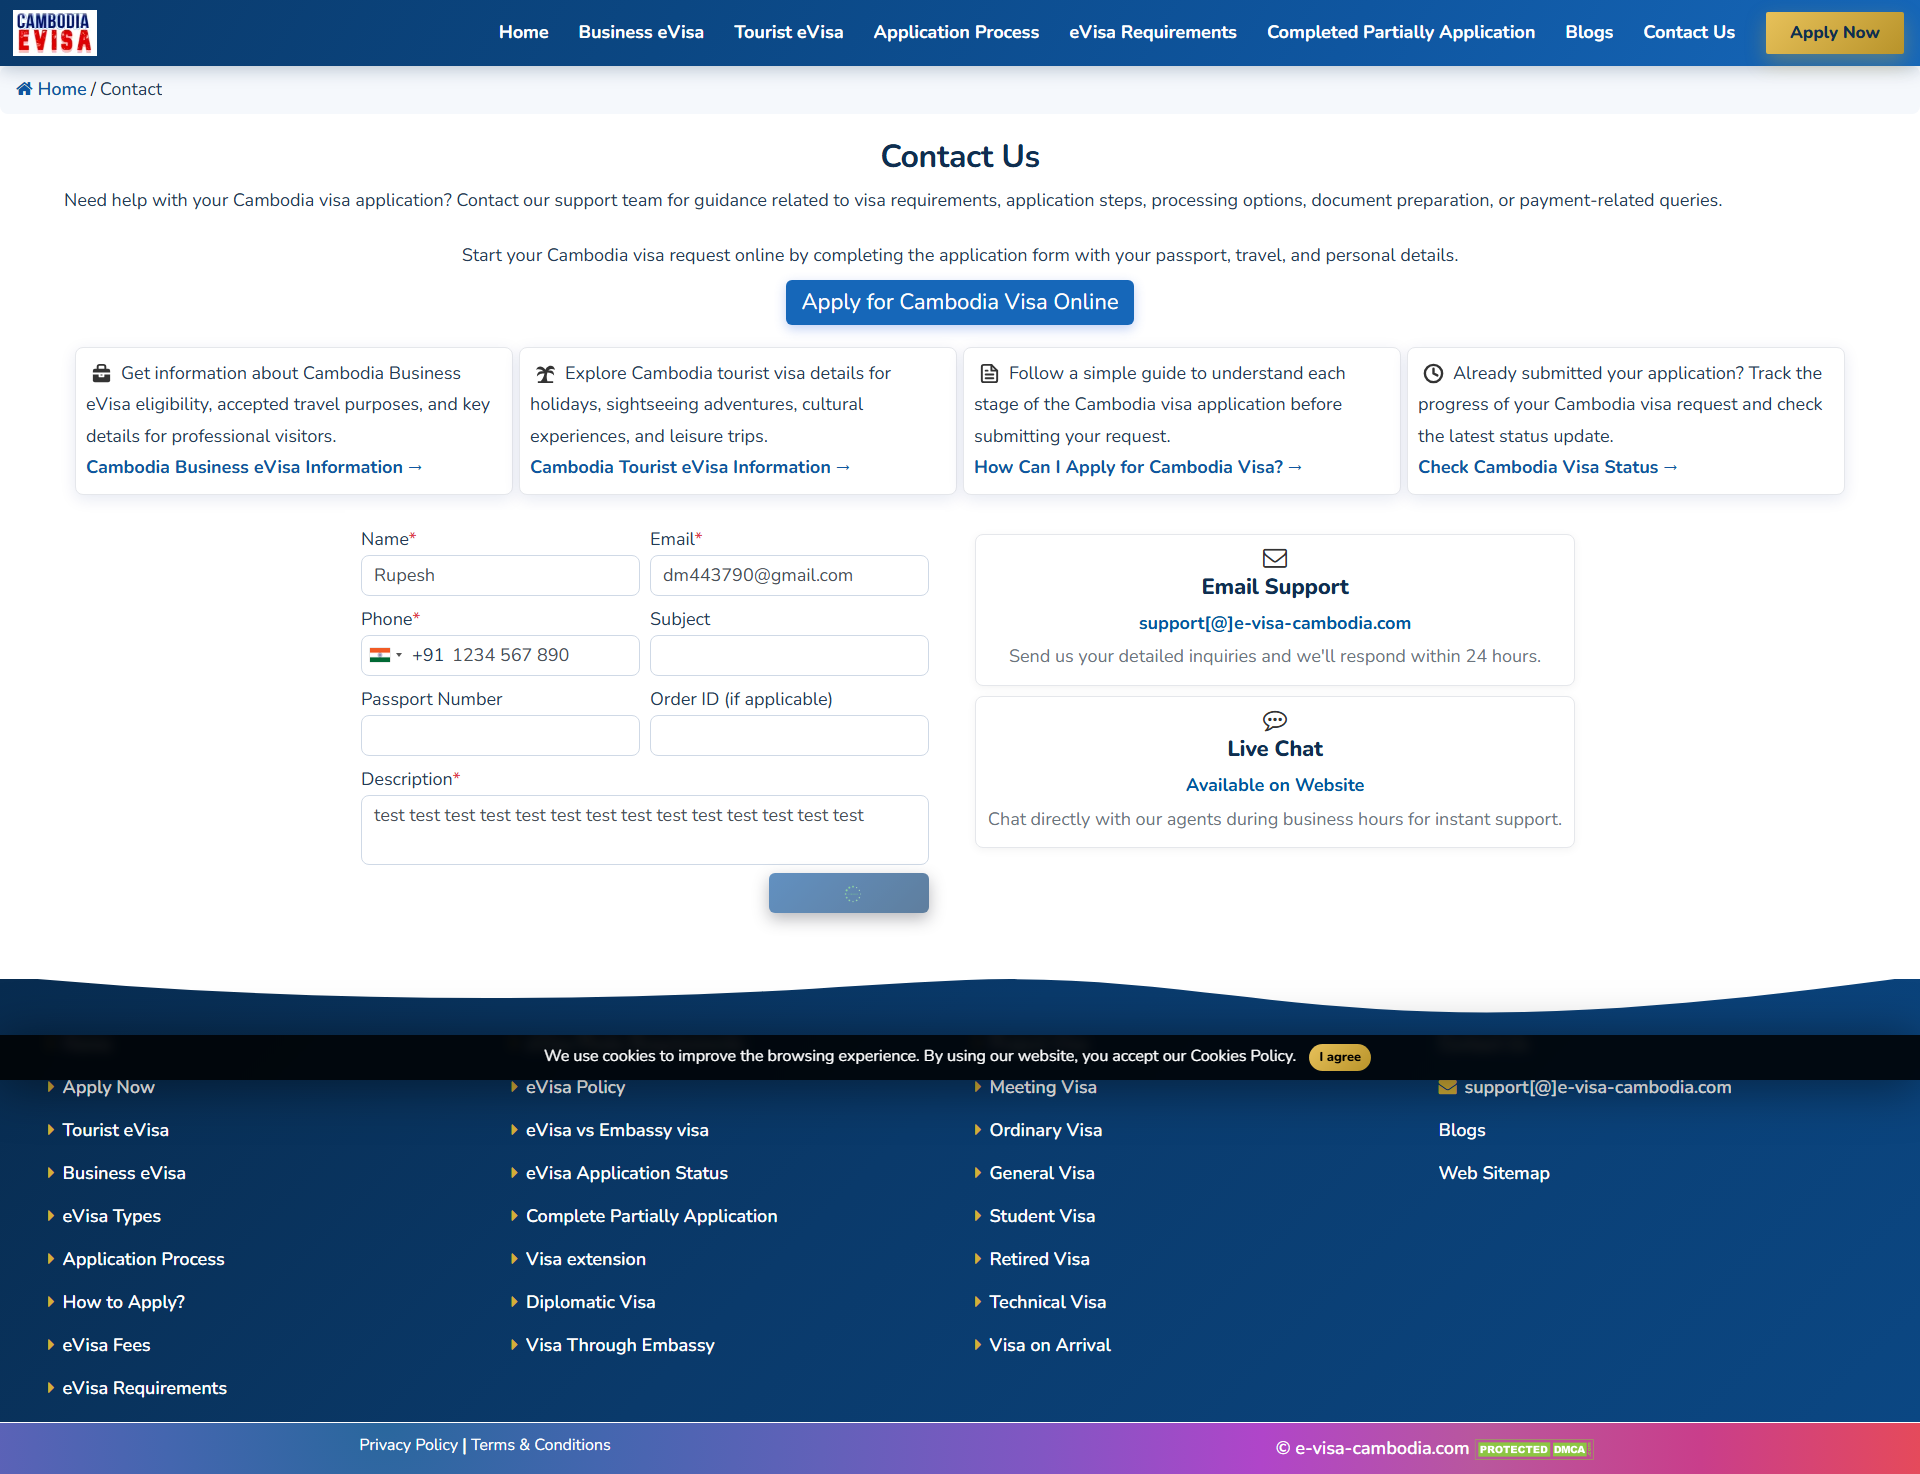 CAMBODIA
EVISA
Home
Business eVisa
Tourist eVisa
Application Process
eVisa Requirements
Completed Partially Application
Blogs
Contact Us
Apply Now
Home / Contact
Contact Us
Need help with your Cambodia visa application? Contact our support team for guidance related to visa requirements, application steps, processing options, document preparation, or payment-related queries.
Start your Cambodia visa request online by completing the application form with your passport, travel, and personal details.
Apply for Cambodia Visa Online
Get information about Cambodia Business
eVisa eligibility, accepted travel purposes, and key
details for professional visitors.
Cambodia Business eVisa Information →
Explore Cambodia tourist visa details for
holidays, sightseeing adventures, cultural
experiences, and leisure trips.
Cambodia Tourist eVisa Information →
Follow a simple guide to understand each
stage of the Cambodia visa application before
submitting your request.
How Can I Apply for Cambodia Visa? →
Already submitted your application? Track the
progress of your Cambodia visa request and check
the latest status update.
Check Cambodia Visa Status →
Name*
Email*
Rupesh
dm443790@gmail.com
Phone*
Subject
+91 1234 567 890
Passport Number
Order ID (if applicable)
Description*
test test test test test test test test test test test test test test
Email Support
support[@]e-visa-cambodia.com
Send us your detailed inquiries and we'll respond within 24 hours.
Live Chat
Available on Website
Chat directly with our agents during business hours for instant support.
We use cookies to improve the browsing experience. By using our website, you accept our Cookies Policy.
I agree
Apply Now
Tourist eVisa
Business eVisa
eVisa Types
Application Process
How to Apply?
eVisa Fees
eVisa Requirements
eVisa Policy
eVisa vs Embassy visa
eVisa Application Status
Complete Partially Application
Visa extension
Diplomatic Visa
Visa Through Embassy
Meeting Visa
Ordinary Visa
General Visa
Student Visa
Retired Visa
Technical Visa
Visa on Arrival
support[@]e-visa-cambodia.com
Blogs
Web Sitemap
Privacy Policy | Terms & Conditions
© e-visa-cambodia.com
PROTECTED DMCA